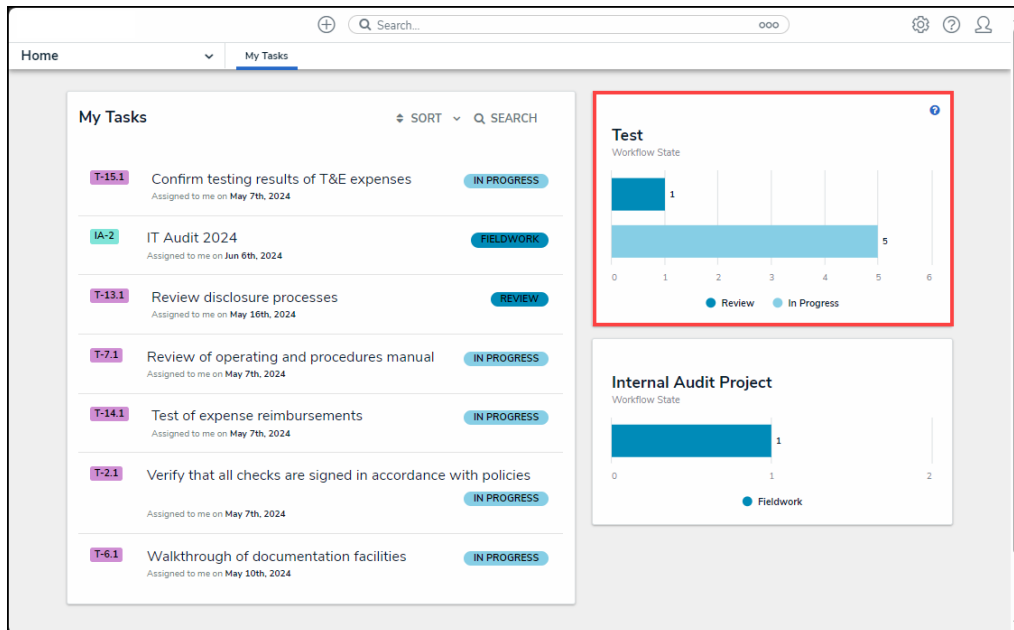 Search...
Home
My Tasks
My Tasks
SORT
SEARCH
T-15.1 Confirm testing results of T&E expenses IN PROGRESS
Assigned to me on May 7th, 2024
IA-2 IT Audit 2024 FIELDWORK
Assigned to me on Jun 6th, 2024
T-13.1 Review disclosure processes REVIEW
Assigned to me on May 16th, 2024
T-7.1 Review of operating and procedures manual IN PROGRESS
Assigned to me on May 7th, 2024
T-14.1 Test of expense reimbursements IN PROGRESS
Assigned to me on May 7th, 2024
T-2.1 Verify that all checks are signed in accordance with policies
IN PROGRESS
Assigned to me on May 7th, 2024
T-6.1 Walkthrough of documentation facilities IN PROGRESS
Assigned to me on May 10th, 2024
?
Test
Workflow State
1
5
0 1 2 3 4 5 6
Review In Progress
Internal Audit Project
Workflow State
1
0 1 2
Fieldwork